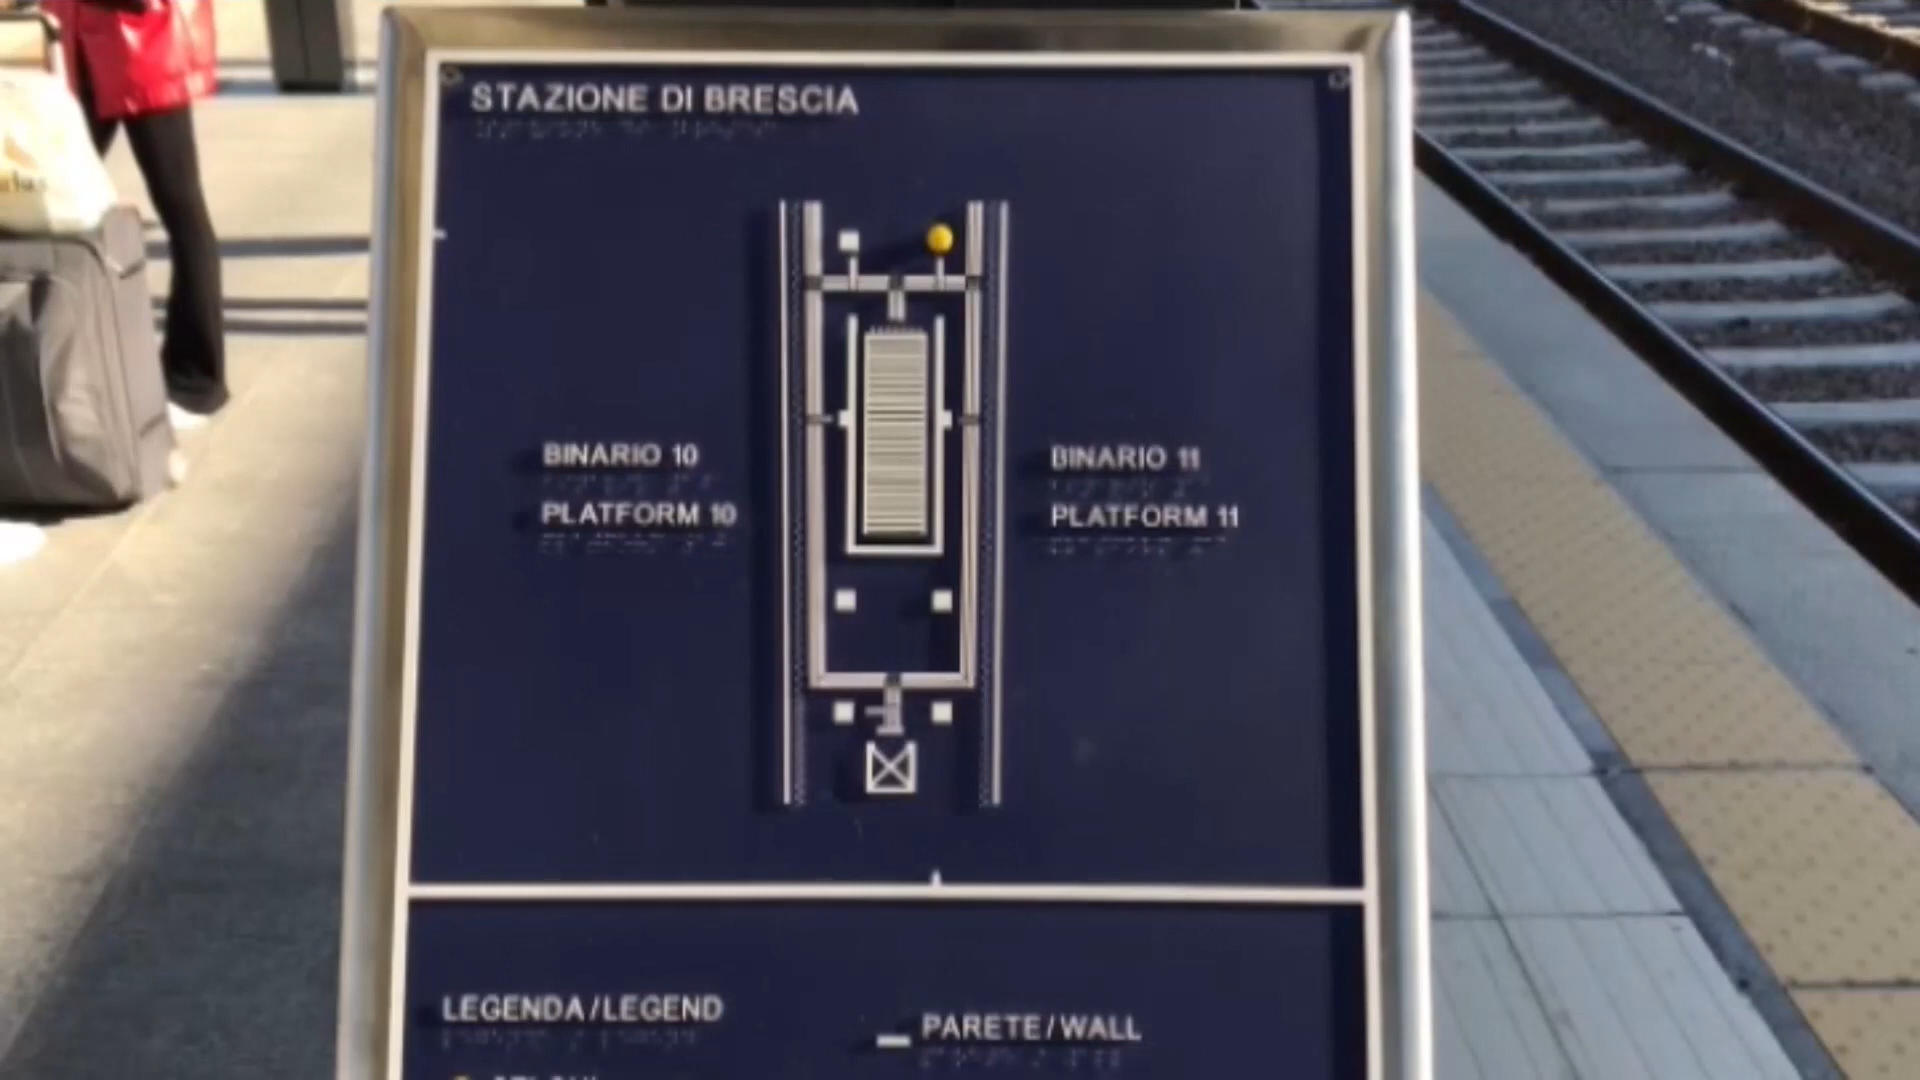 STAZIONE DI BRESCIA
BINARIO 10
PLATFORM 10
BINARIO 11
PLATFORM 11
LEGENDA/LEGEND
PARETE/WALL